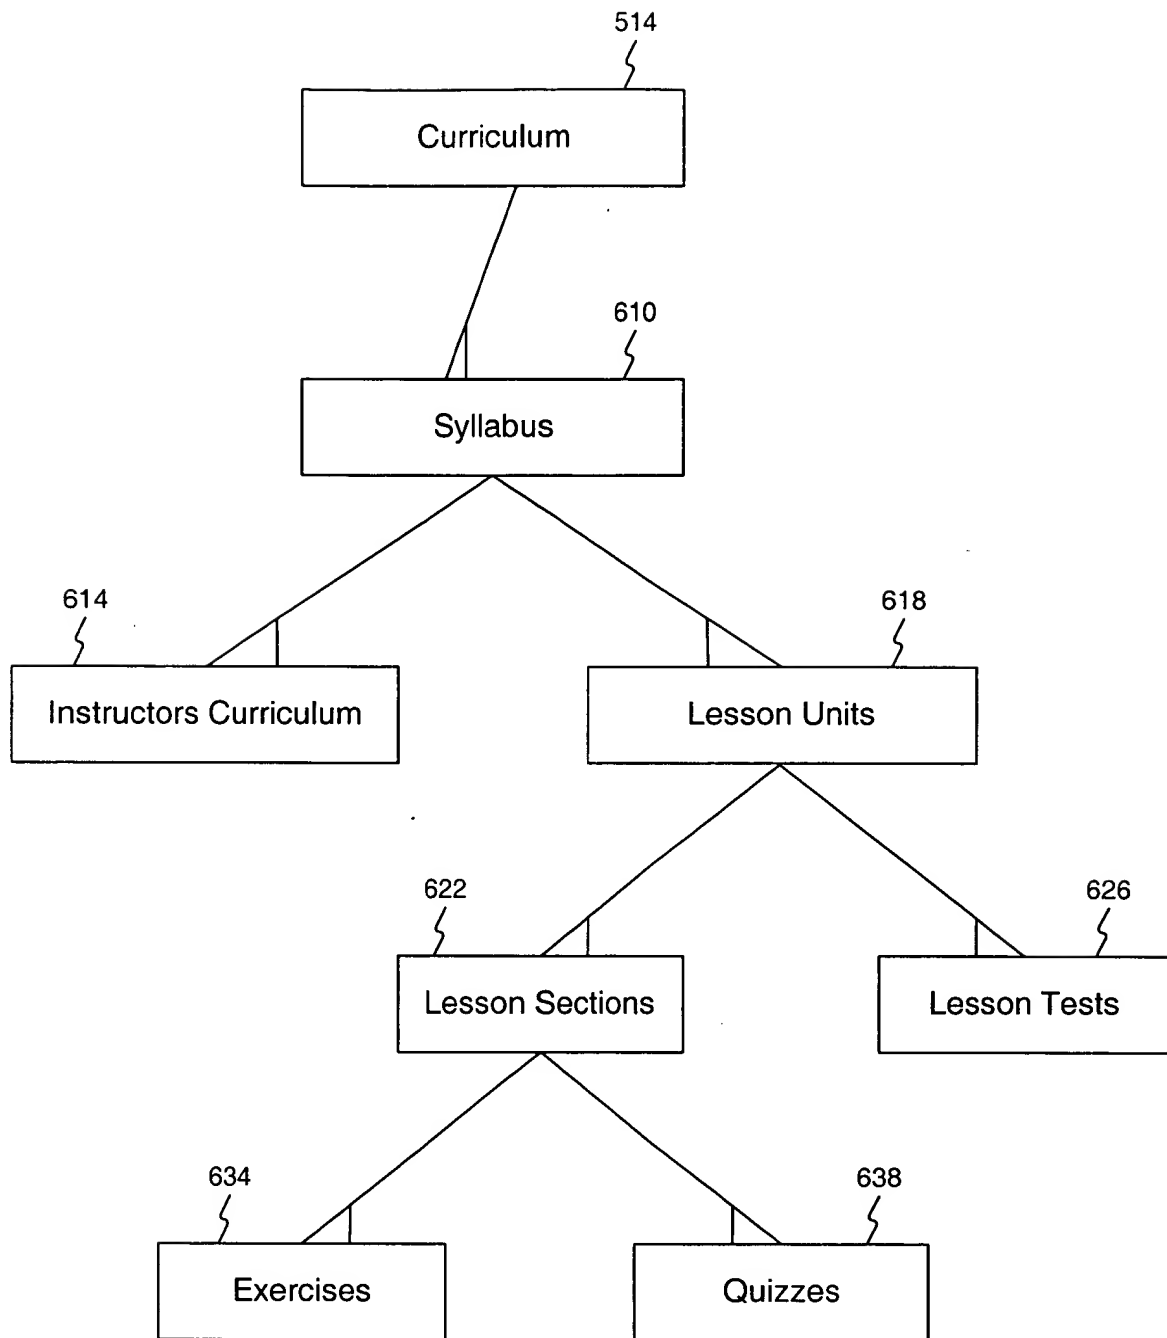 514
Curriculum
610
Syllabus
614
618
Instructors Curriculum
Lesson Units
622
626
Lesson Sections
Lesson Tests
634
638
Exercises
Quizzes